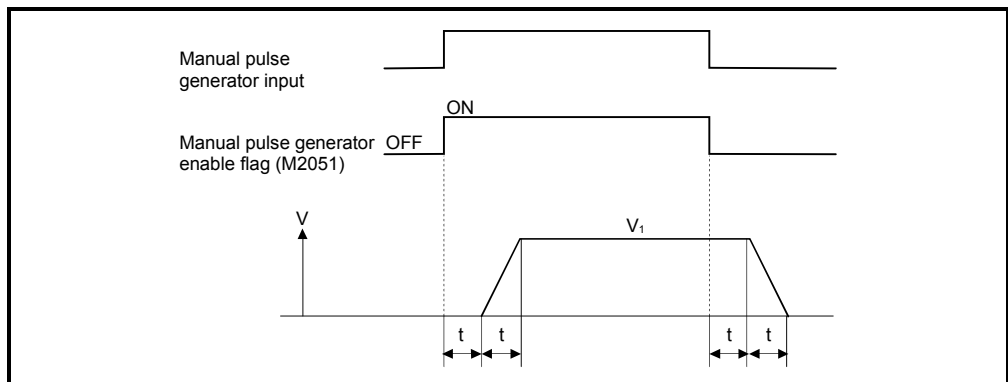 Manual pulse
generator input
ON
Manual pulse generator OFF
enable flag (M2051)
V
V₁
t t t t